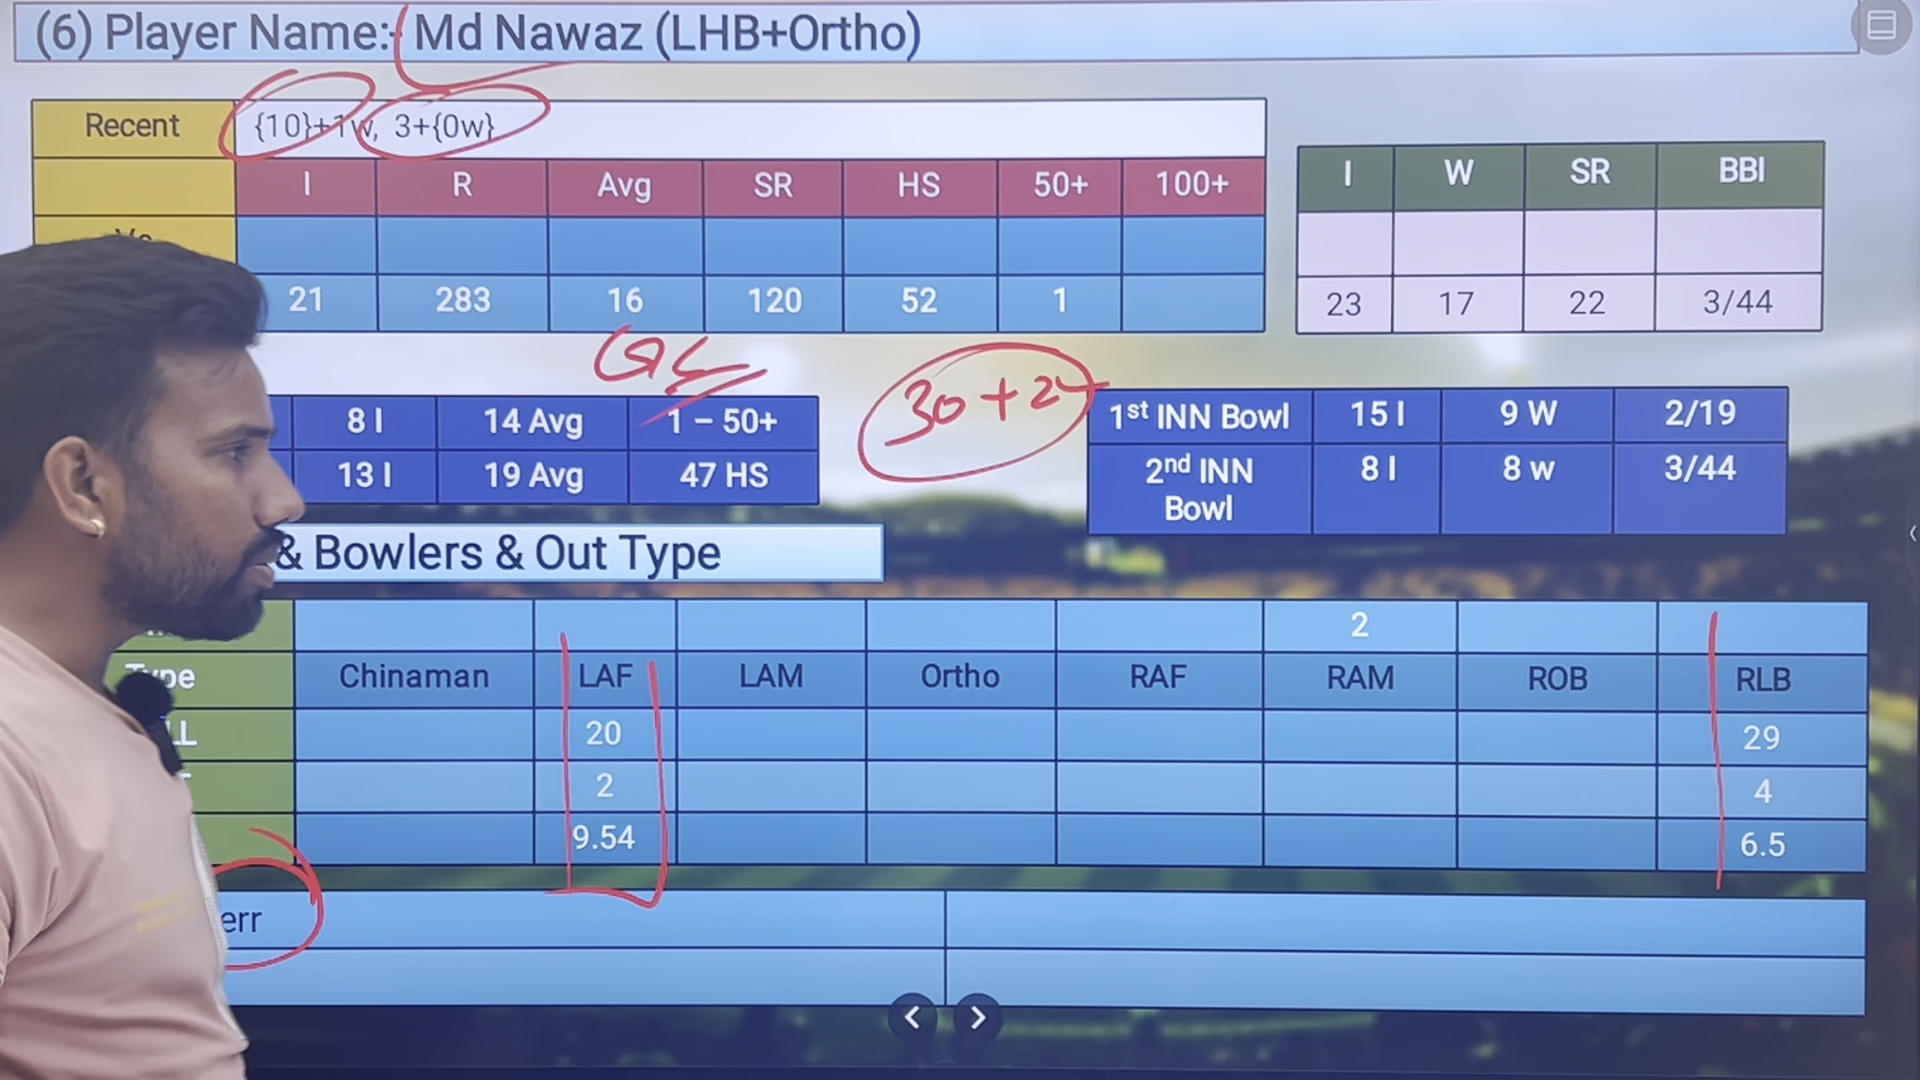 (6) Player Name:- Md Nawaz (LHB+Ortho)
Recent {10}+1w, 3+{0w}
I R Avg SR HS 50+ 100+
I W SR BBI
Vs
21 283 16 120 52 1
23 17 22 3/44
30+24
8 I 14 Avg 1 – 50+
13 I 19 Avg 47 HS
1st INN Bowl 15 I 9 W 2/19
2nd INN Bowl 8 I 8 w 3/44
& Bowlers & Out Type
2
Type Chinaman LAF LAM Ortho RAF RAM ROB RLB
20 29
2 4
9.54 6.5
err